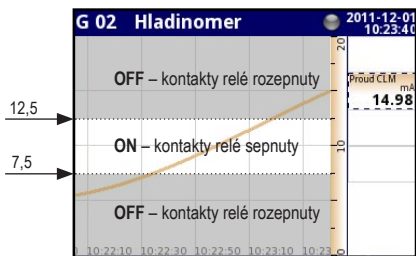 G 02 Hladinomer
2011-12-01
10:23:40
20
OFF – kontakty relé rozepnuty
Proud CLM
mA
14.98
12,5
ON – kontakty relé sepnuty
10
7,5
OFF – kontakty relé rozepnuty
10:22:10 10:22:30 10:22:50 10:23:10 10:23
0